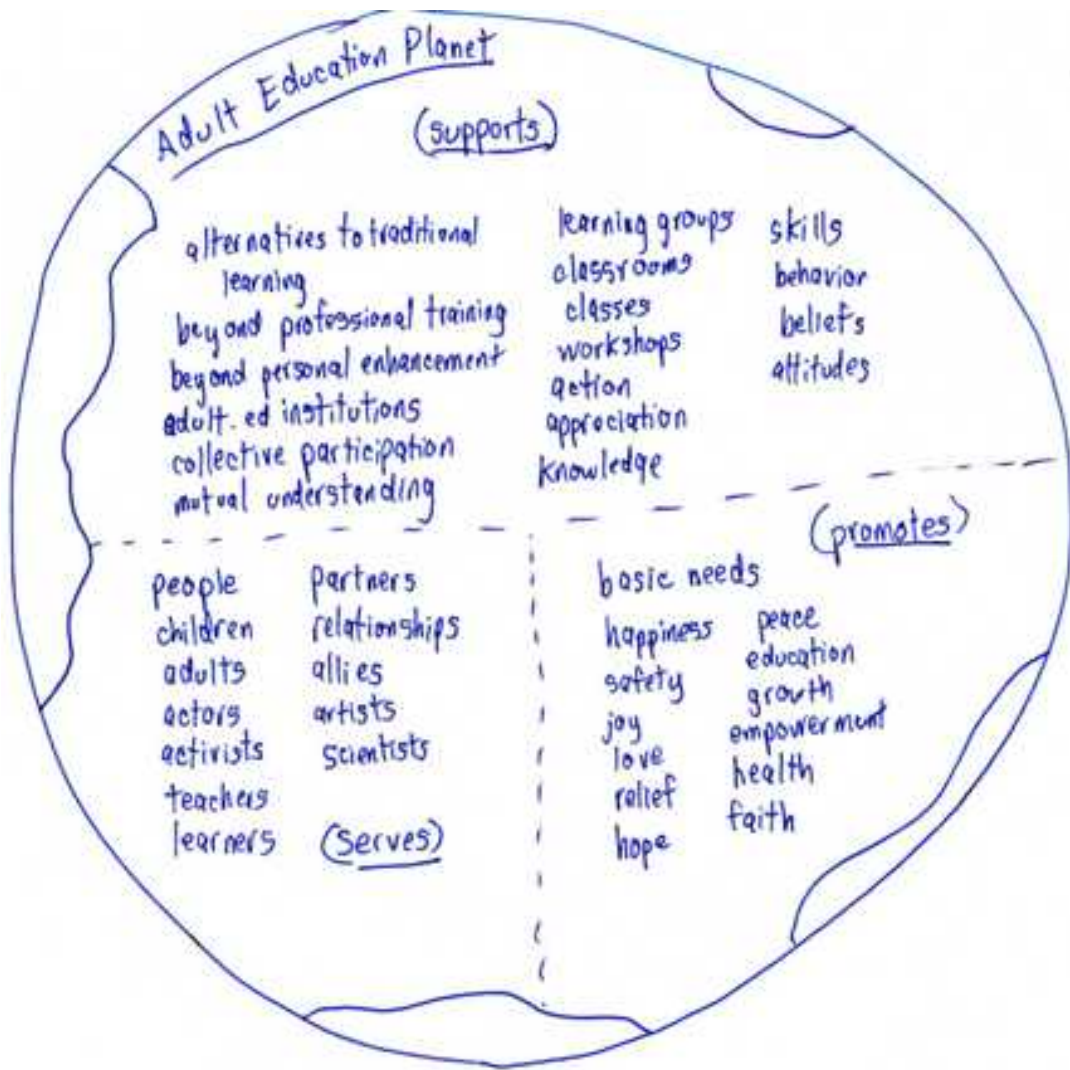 Adult Education Planet
(supports)
alternatives to traditional
learning
beyond professional training
beyond personal enhancement
adult. ed institutions
collective participation
mutual understanding
learning groups
classrooms
classes
workshops
action
appreciation
knowledge
skills
behavior
beliefs
attitudes
people
children
adults
actors
activists
teachers
learners
partners
relationships
allies
artists
scientists
(serves)
(promotes)
basic needs
happiness
safety
joy
love
relief
hope
peace
education
growth
empowerment
health
faith